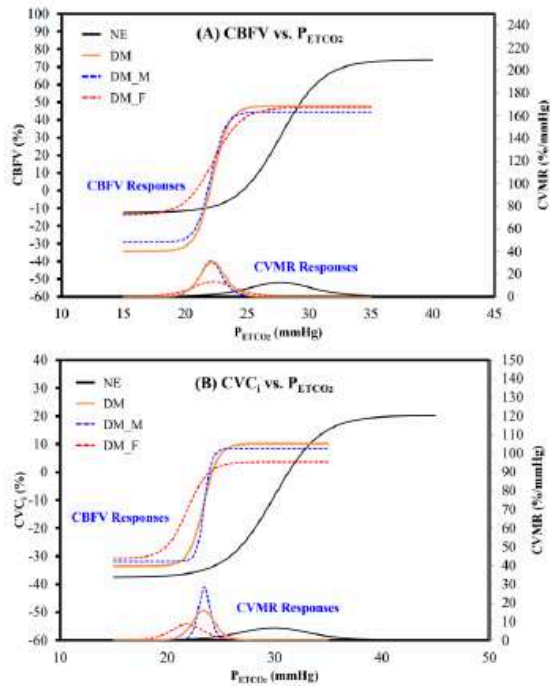 (A) CBFV vs. PETCO2
NE
DM
DM_M
DM_F
CBFV Responses
CVMR Responses
CBFV (%)
100
90
80
70
60
50
40
30
20
10
0
-10
-20
-30
-40
-50
-60
CVMR (%/mmHg)
240
220
200
180
160
140
120
100
80
60
40
20
0
10 15 20 25 30 35 40 45
PETCO2 (mmHg)
(B) CVCi vs. PETCO2
NE
DM
DM_M
DM_F
CBFV Responses
CVMR Responses
CVCi (%)
40
30
20
10
0
-10
-20
-30
-40
-50
-60
CVMR (%/mmHg)
150
140
130
120
110
100
90
80
70
60
50
40
30
20
10
0
10 20 30 40 50
PETCO2 (mmHg)